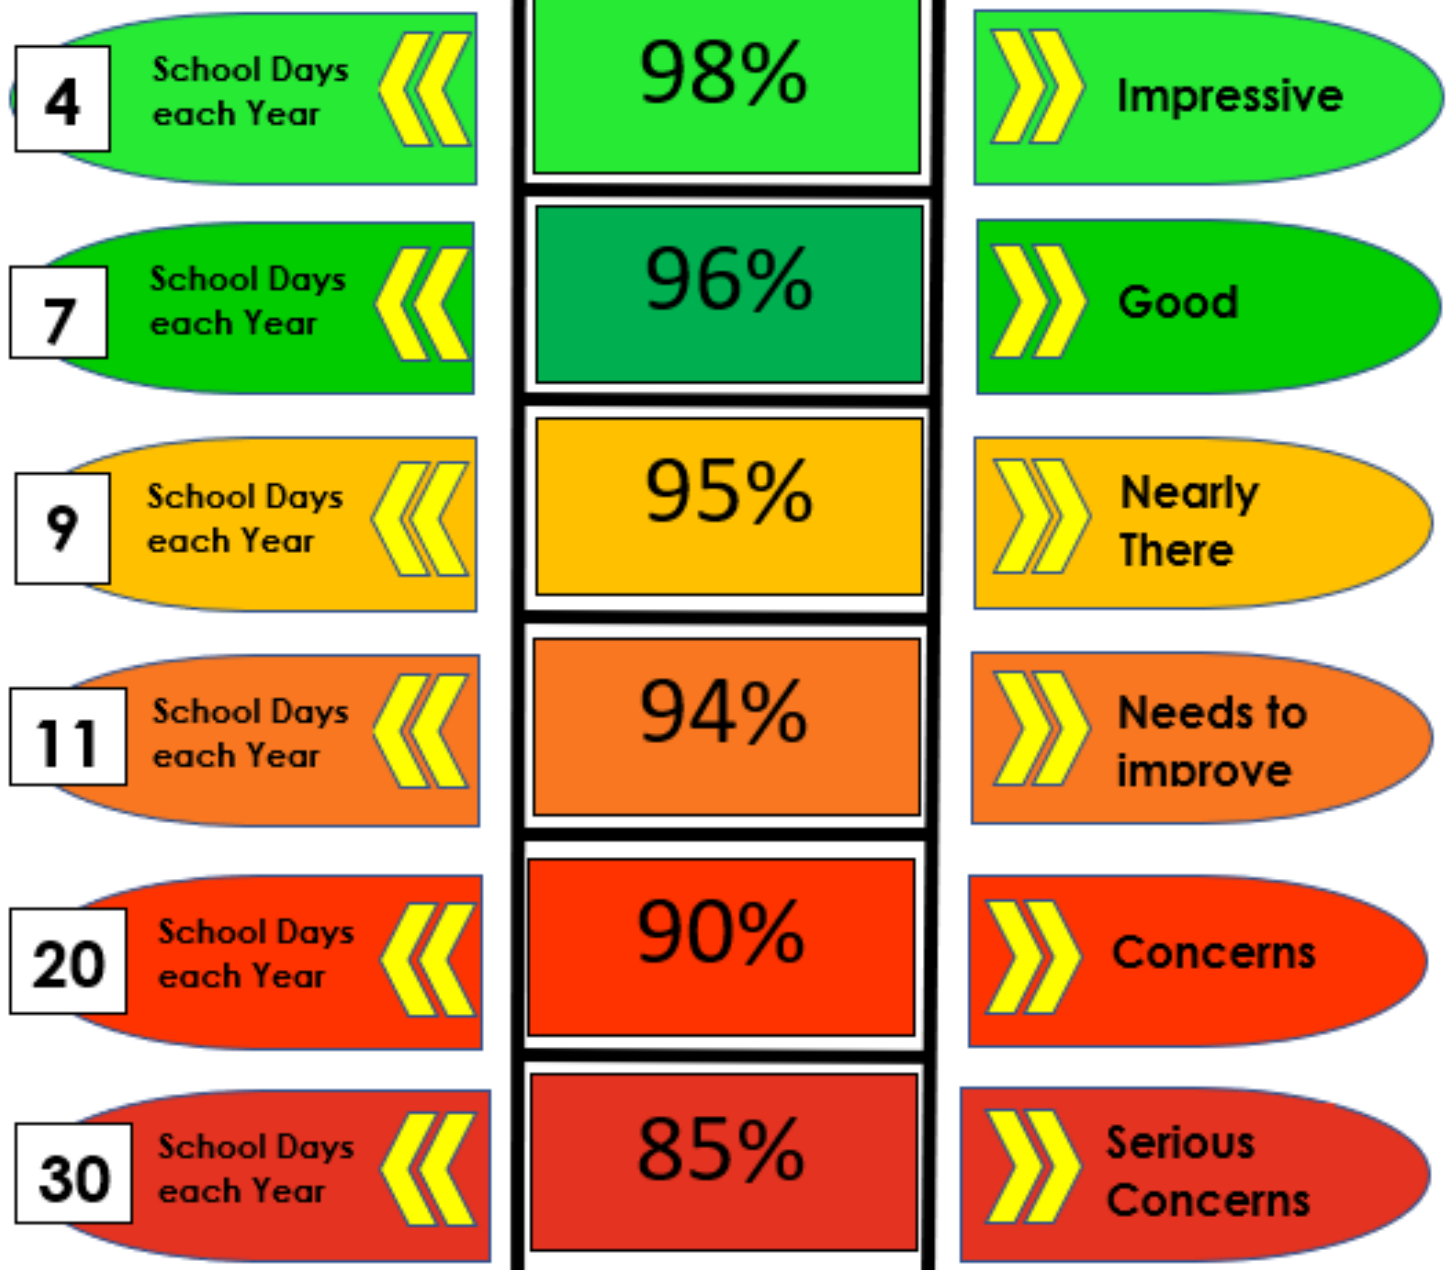 4
School Days
each Year
98%
Impressive
7
School Days
each Year
96%
Good
9
School Days
each Year
95%
Nearly
There
11
School Days
each Year
94%
Needs to
improve
20
School Days
each Year
90%
Concerns
30
School Days
each Year
85%
Serious
Concerns